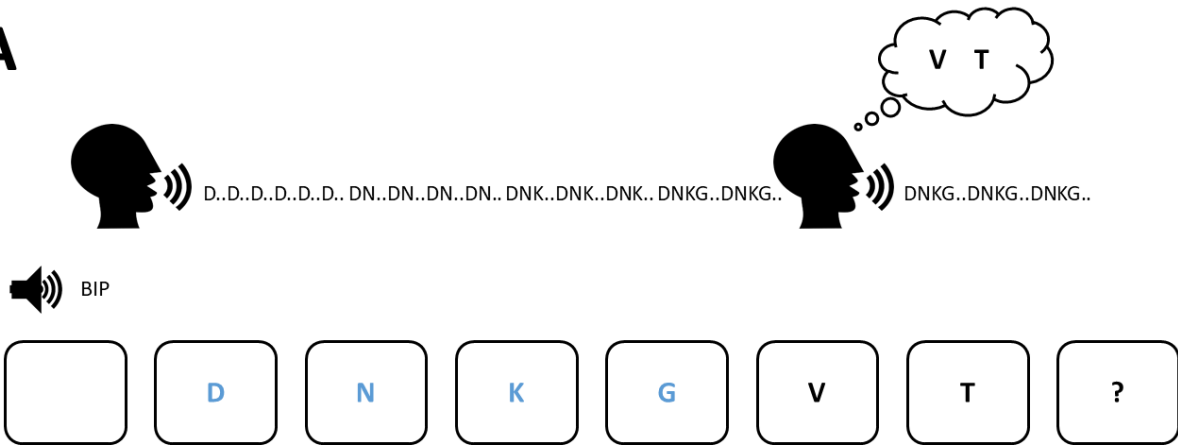 A
V T
D..D..D..D..D..D.. DN..DN..DN..DN.. DNK..DNK..DNK.. DNKG..DNKG.. DNKG..DNKG..DNKG..
BIP
D N K G V T ?